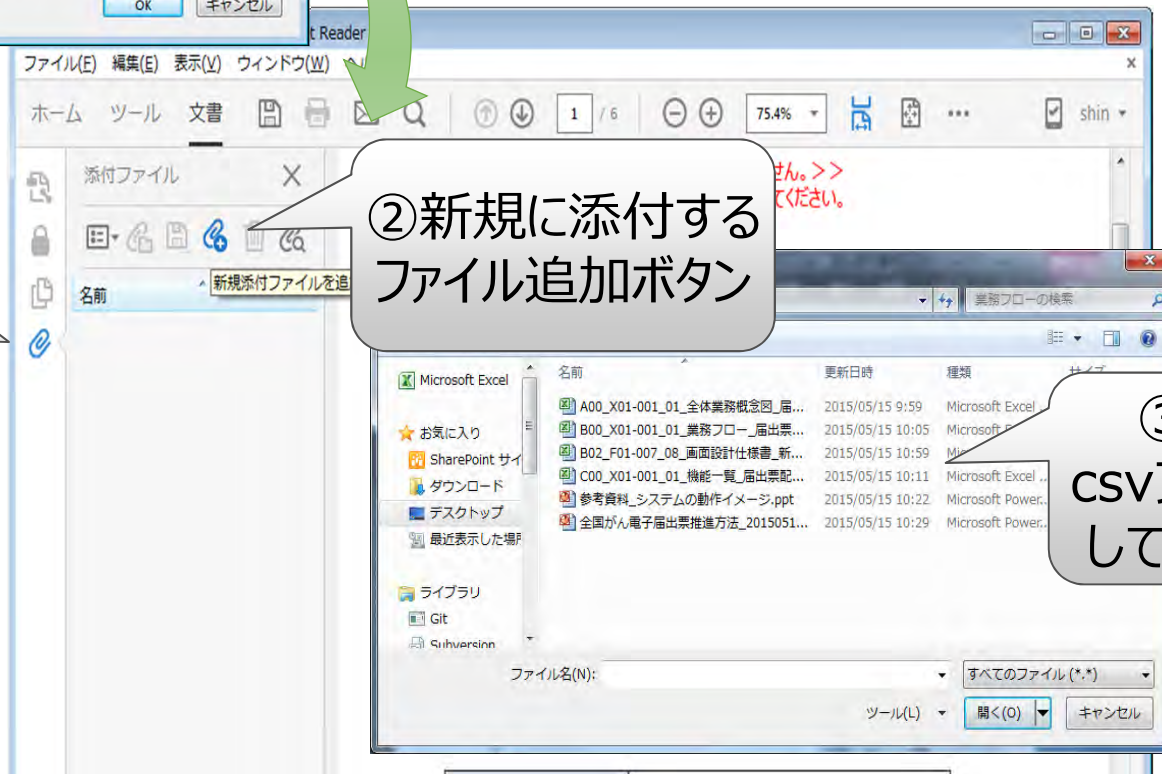 OK キャンセル
t Reader
ファイル(F) 編集(E) 表示(V) ウィンドウ(W)
ホーム ツール 文書 1 / 6 75.4% shin
添付ファイル
せん。>>
てください。
②新規に添付する
ファイル追加ボタン
新規添付ファイルを追
名前
業務フローの検索
Microsoft Excel
お気に入り
SharePoint サイ
ダウンロード
デスクトップ
最近表示した場所
ライブラリ
Git
Subversion
名前 更新日時 種類 サイズ
A00_X01-001_01_全体業務概念図_届... 2015/05/15 9:59 Microsoft Excel
B00_X01-001_01_業務フロー_届出票... 2015/05/15 10:05 Microsoft
B02_F01-007_08_画面設計仕様書_新... 2015/05/15 10:59
C00_X01-001_01_機能一覧_届出票配... 2015/05/15 10:11 Microsoft Excel ...
参考資料_システムの動作イメージ.ppt 2015/05/15 10:22 Microsoft Power...
全国がん電子届出票推進方法_2015051... 2015/05/15 10:29 Microsoft Power...
③
csv
して
ファイル名(N): すべてのファイル (*.*)
ツール(L) 開く(O) キャンセル